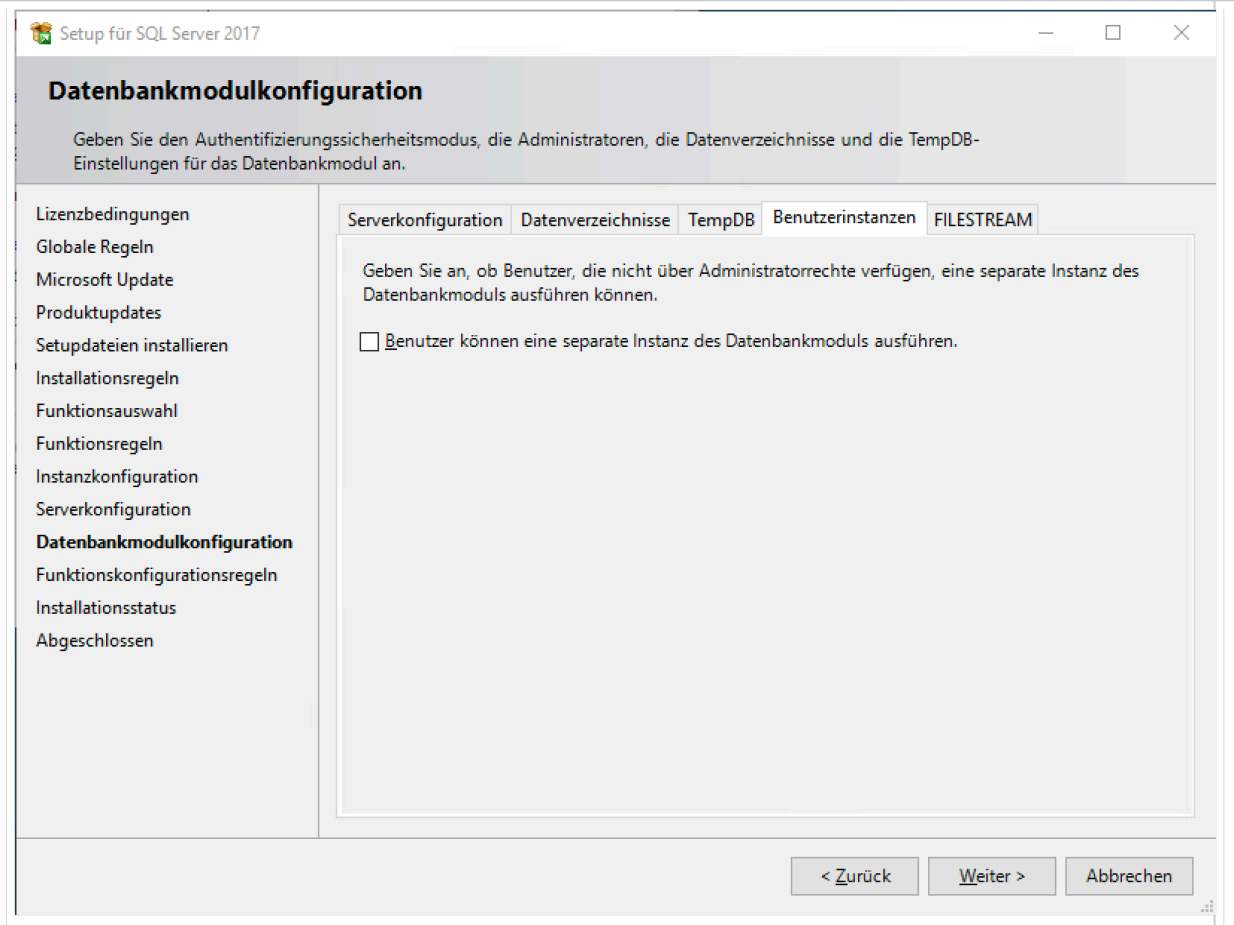 Setup für SQL Server 2017
Datenbankmodulkonfiguration
Geben Sie den Authentifizierungssicherheitsmodus, die Administratoren, die Datenverzeichnisse und die TempDB-
Einstellungen für das Datenbankmodul an.
Lizenzbedingungen
Globale Regeln
Microsoft Update
Produktupdates
Setupdateien installieren
Installationsregeln
Funktionsauswahl
Funktionsregeln
Instanzkonfiguration
Serverkonfiguration
Datenbankmodulkonfiguration
Funktionskonfigurationsregeln
Installationsstatus
Abgeschlossen
Serverkonfiguration Datenverzeichnisse TempDB Benutzerinstanzen FILESTREAM
Geben Sie an, ob Benutzer, die nicht über Administratorrechte verfügen, eine separate Instanz des
Datenbankmoduls ausführen können.
Benutzer können eine separate Instanz des Datenbankmoduls ausführen.
< Zurück Weiter > Abbrechen